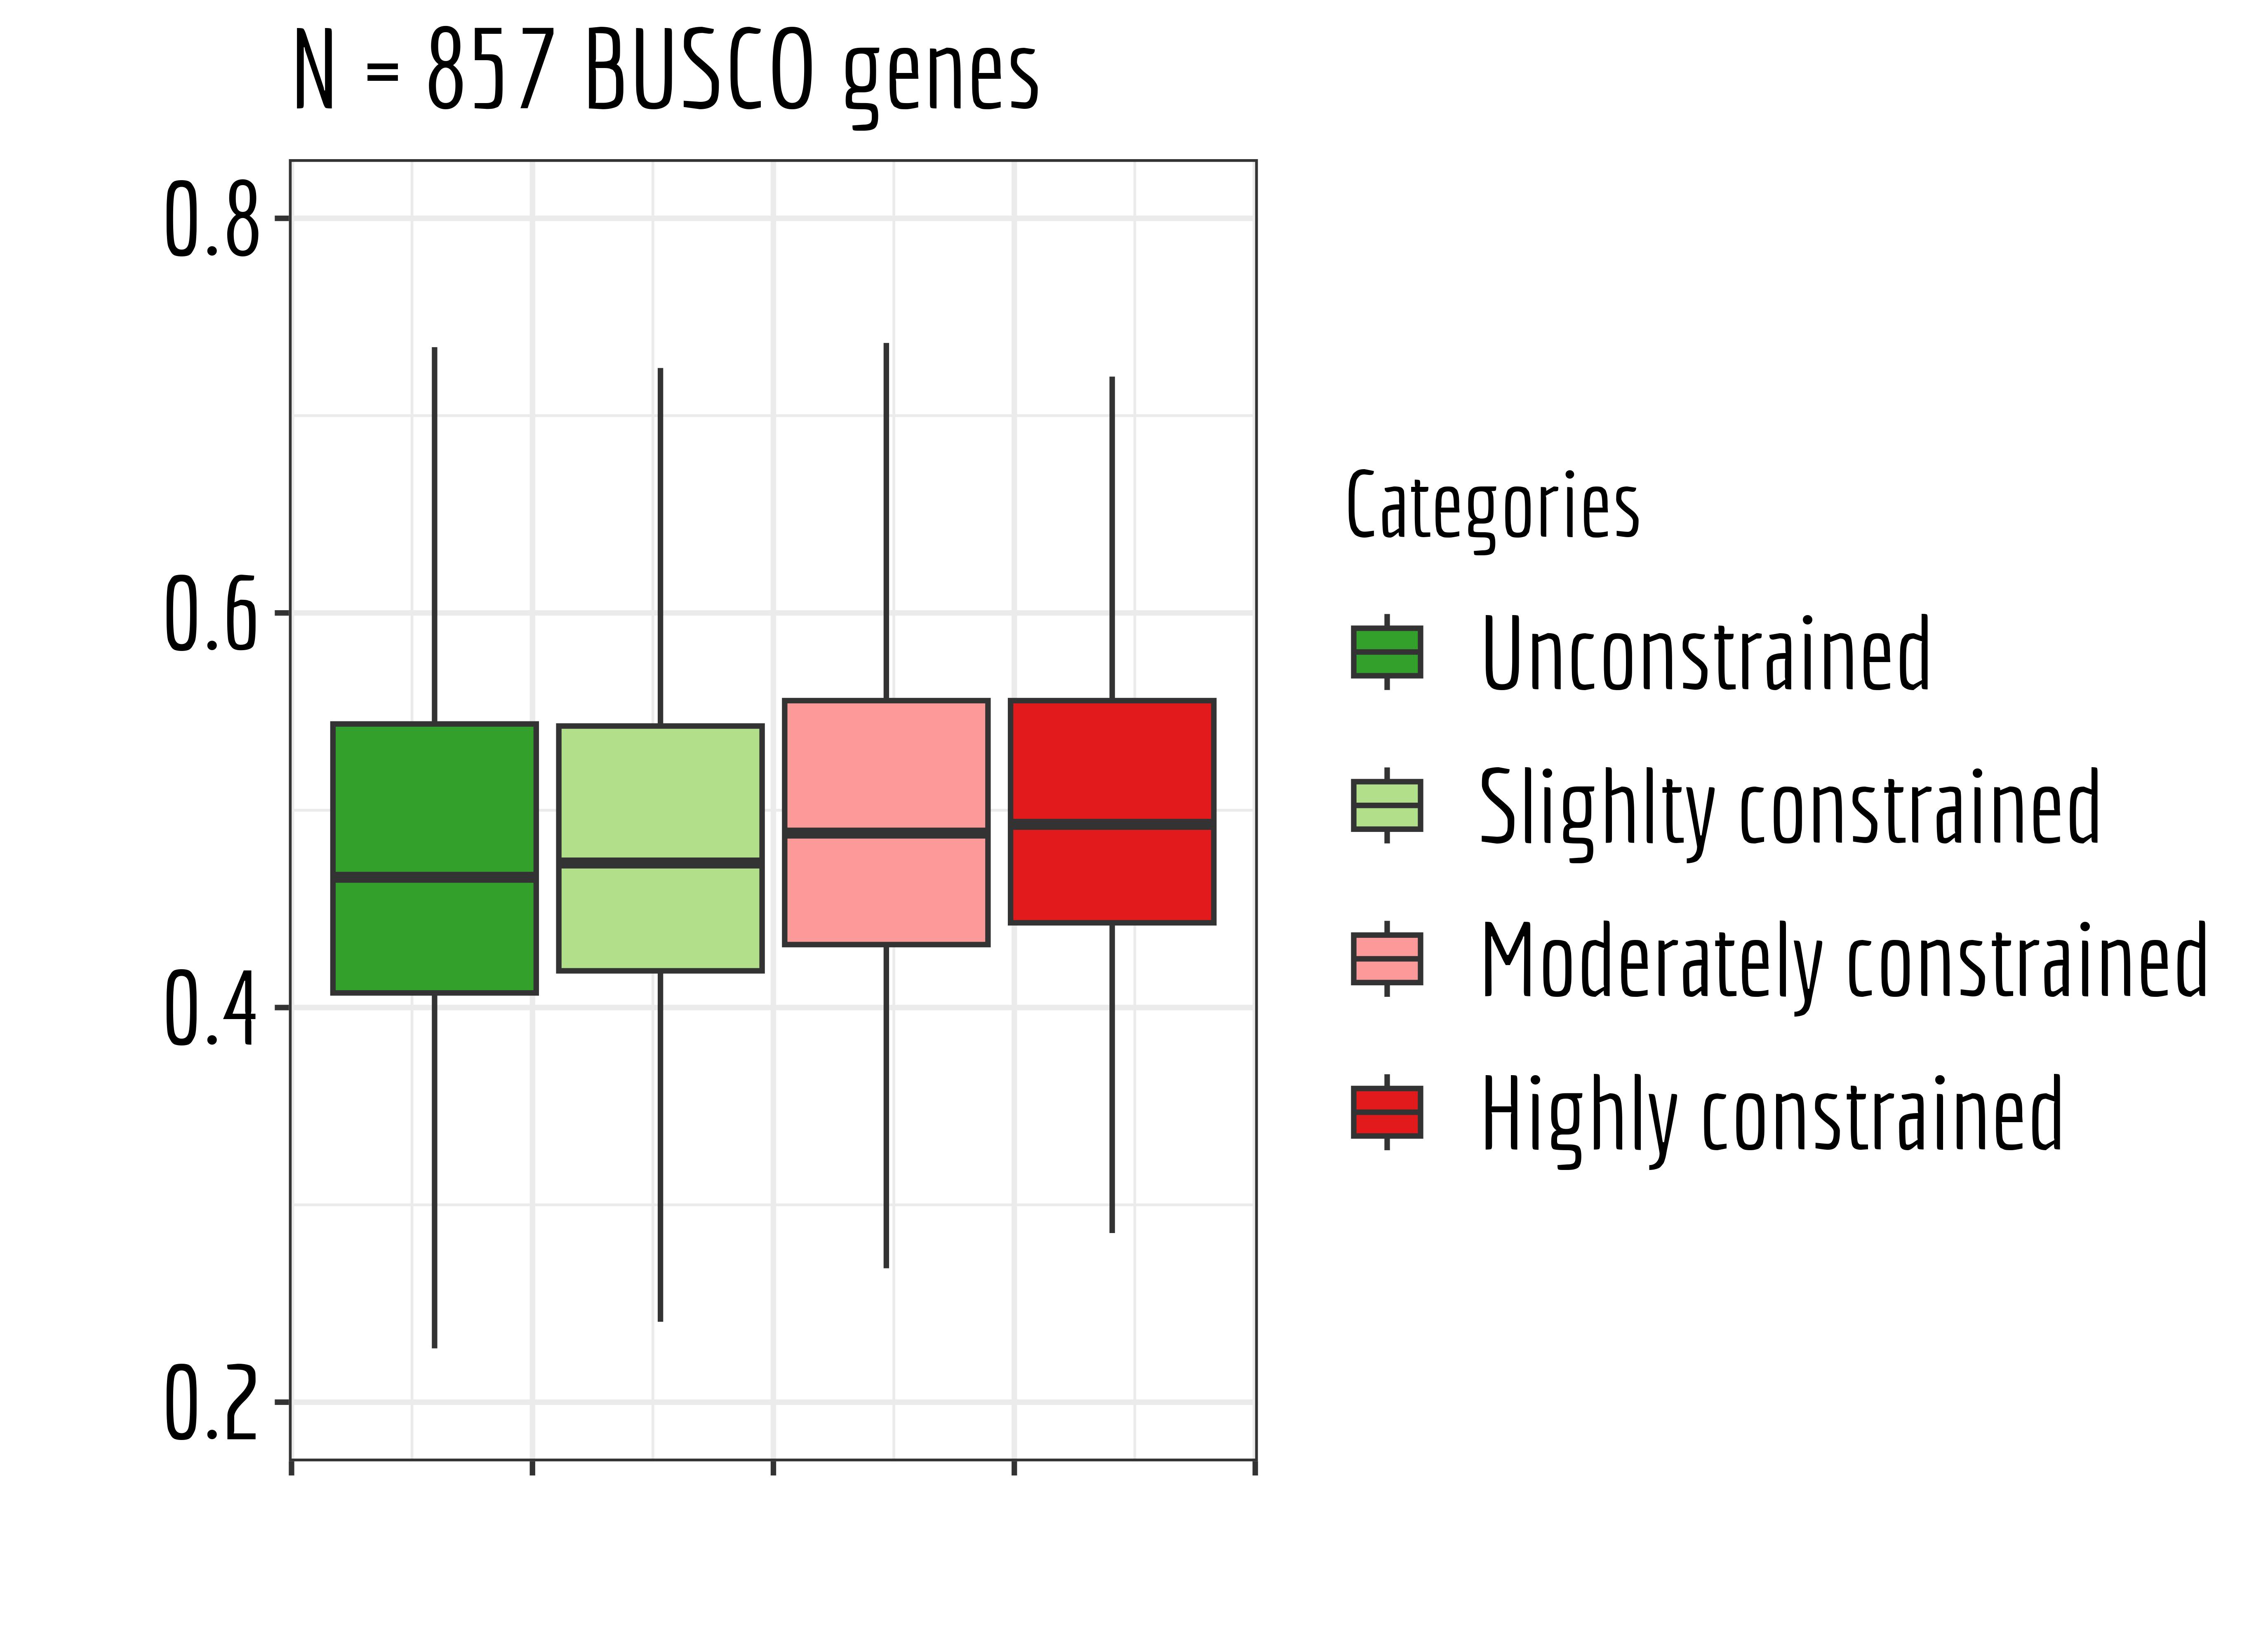 N = 857 BUSCO genes
0.8
0.6
0.4
0.2
Categories
Unconstrained
Slighlty constrained
Moderately constrained
Highly constrained